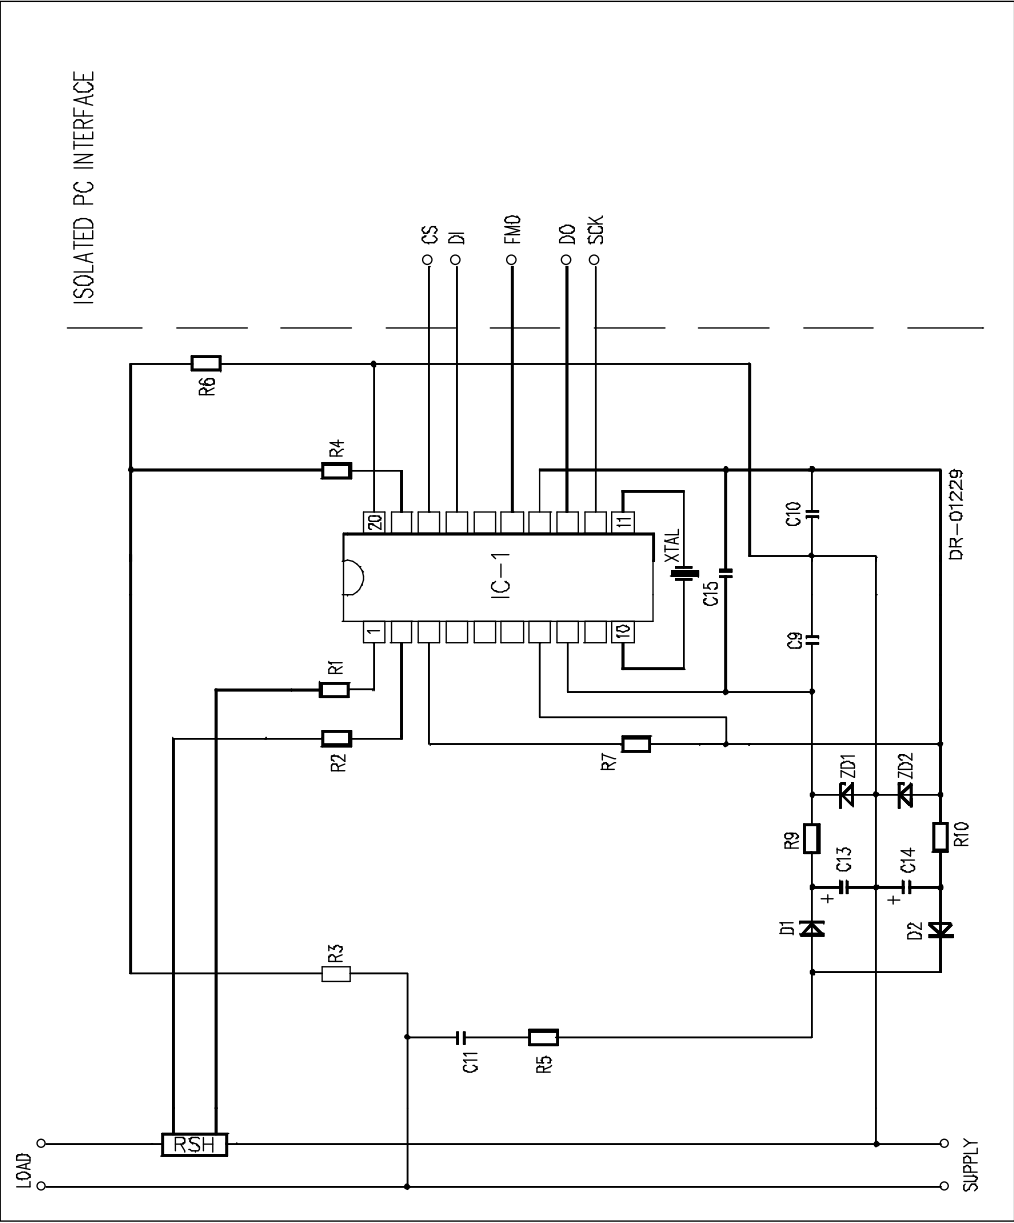 ISOLATED PC INTERFACE
R6
CS
DI
FMO
DO
SCK
R4
20
11
IC-1
XTAL
C15
C10
DR-01229
1
10
C9
R1
R2
R7
ZD1
ZD2
R9
R10
C13
+
C14
+
D1
D2
R3
C11
R5
RSH
LOAD
SUPPLY